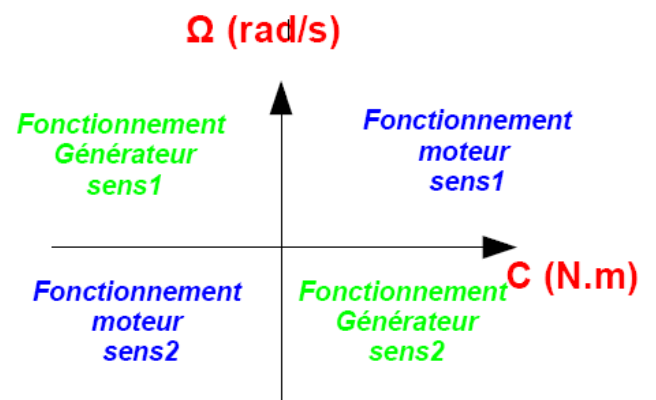 Ω (rad/s)
Fonctionnement
Générateur
sens1
Fonctionnement
moteur
sens1
C (N.m)
Fonctionnement
moteur
sens2
Fonctionnement
Générateur
sens2